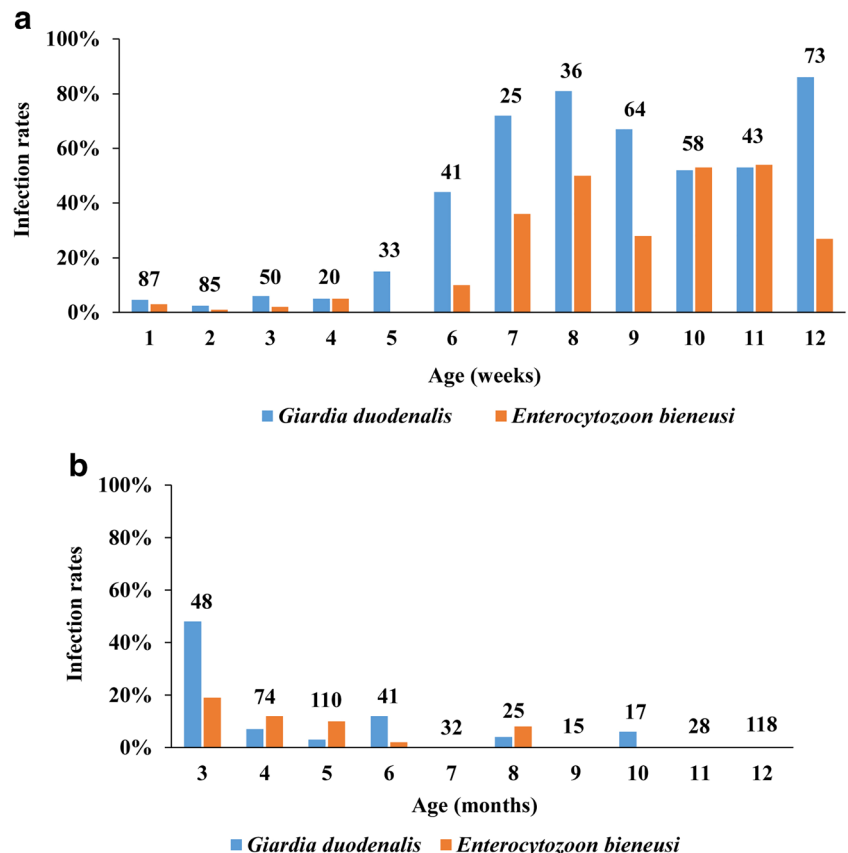 a
100%
80%
60%
40%
20%
0%
Infection rates
87 85 50 20 33 41 25 36 64 58 43 73
1 2 3 4 5 6 7 8 9 10 11 12
Age (weeks)
Giardia duodenalis Enterocytozoon bieneusi
b
100%
80%
60%
40%
20%
0%
Infection rates
48 74 110 41 32 25 15 17 28 118
3 4 5 6 7 8 9 10 11 12
Age (months)
Giardia duodenalis Enterocytozoon bieneusi